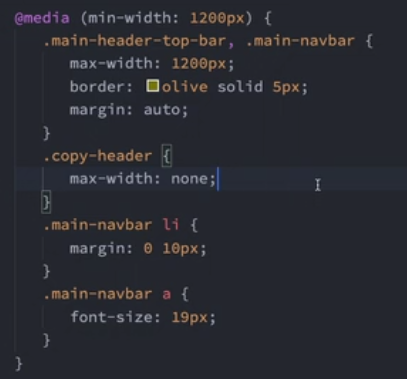 @media (min-width: 1200px) {
.main-header-top-bar, .main-navbar {
max-width: 1200px;
border: olive solid 5px;
margin: auto;
}
.copy-header {
max-width: none;
}
.main-navbar li {
margin: 0 10px;
}
.main-navbar a {
font-size: 19px;
}
}